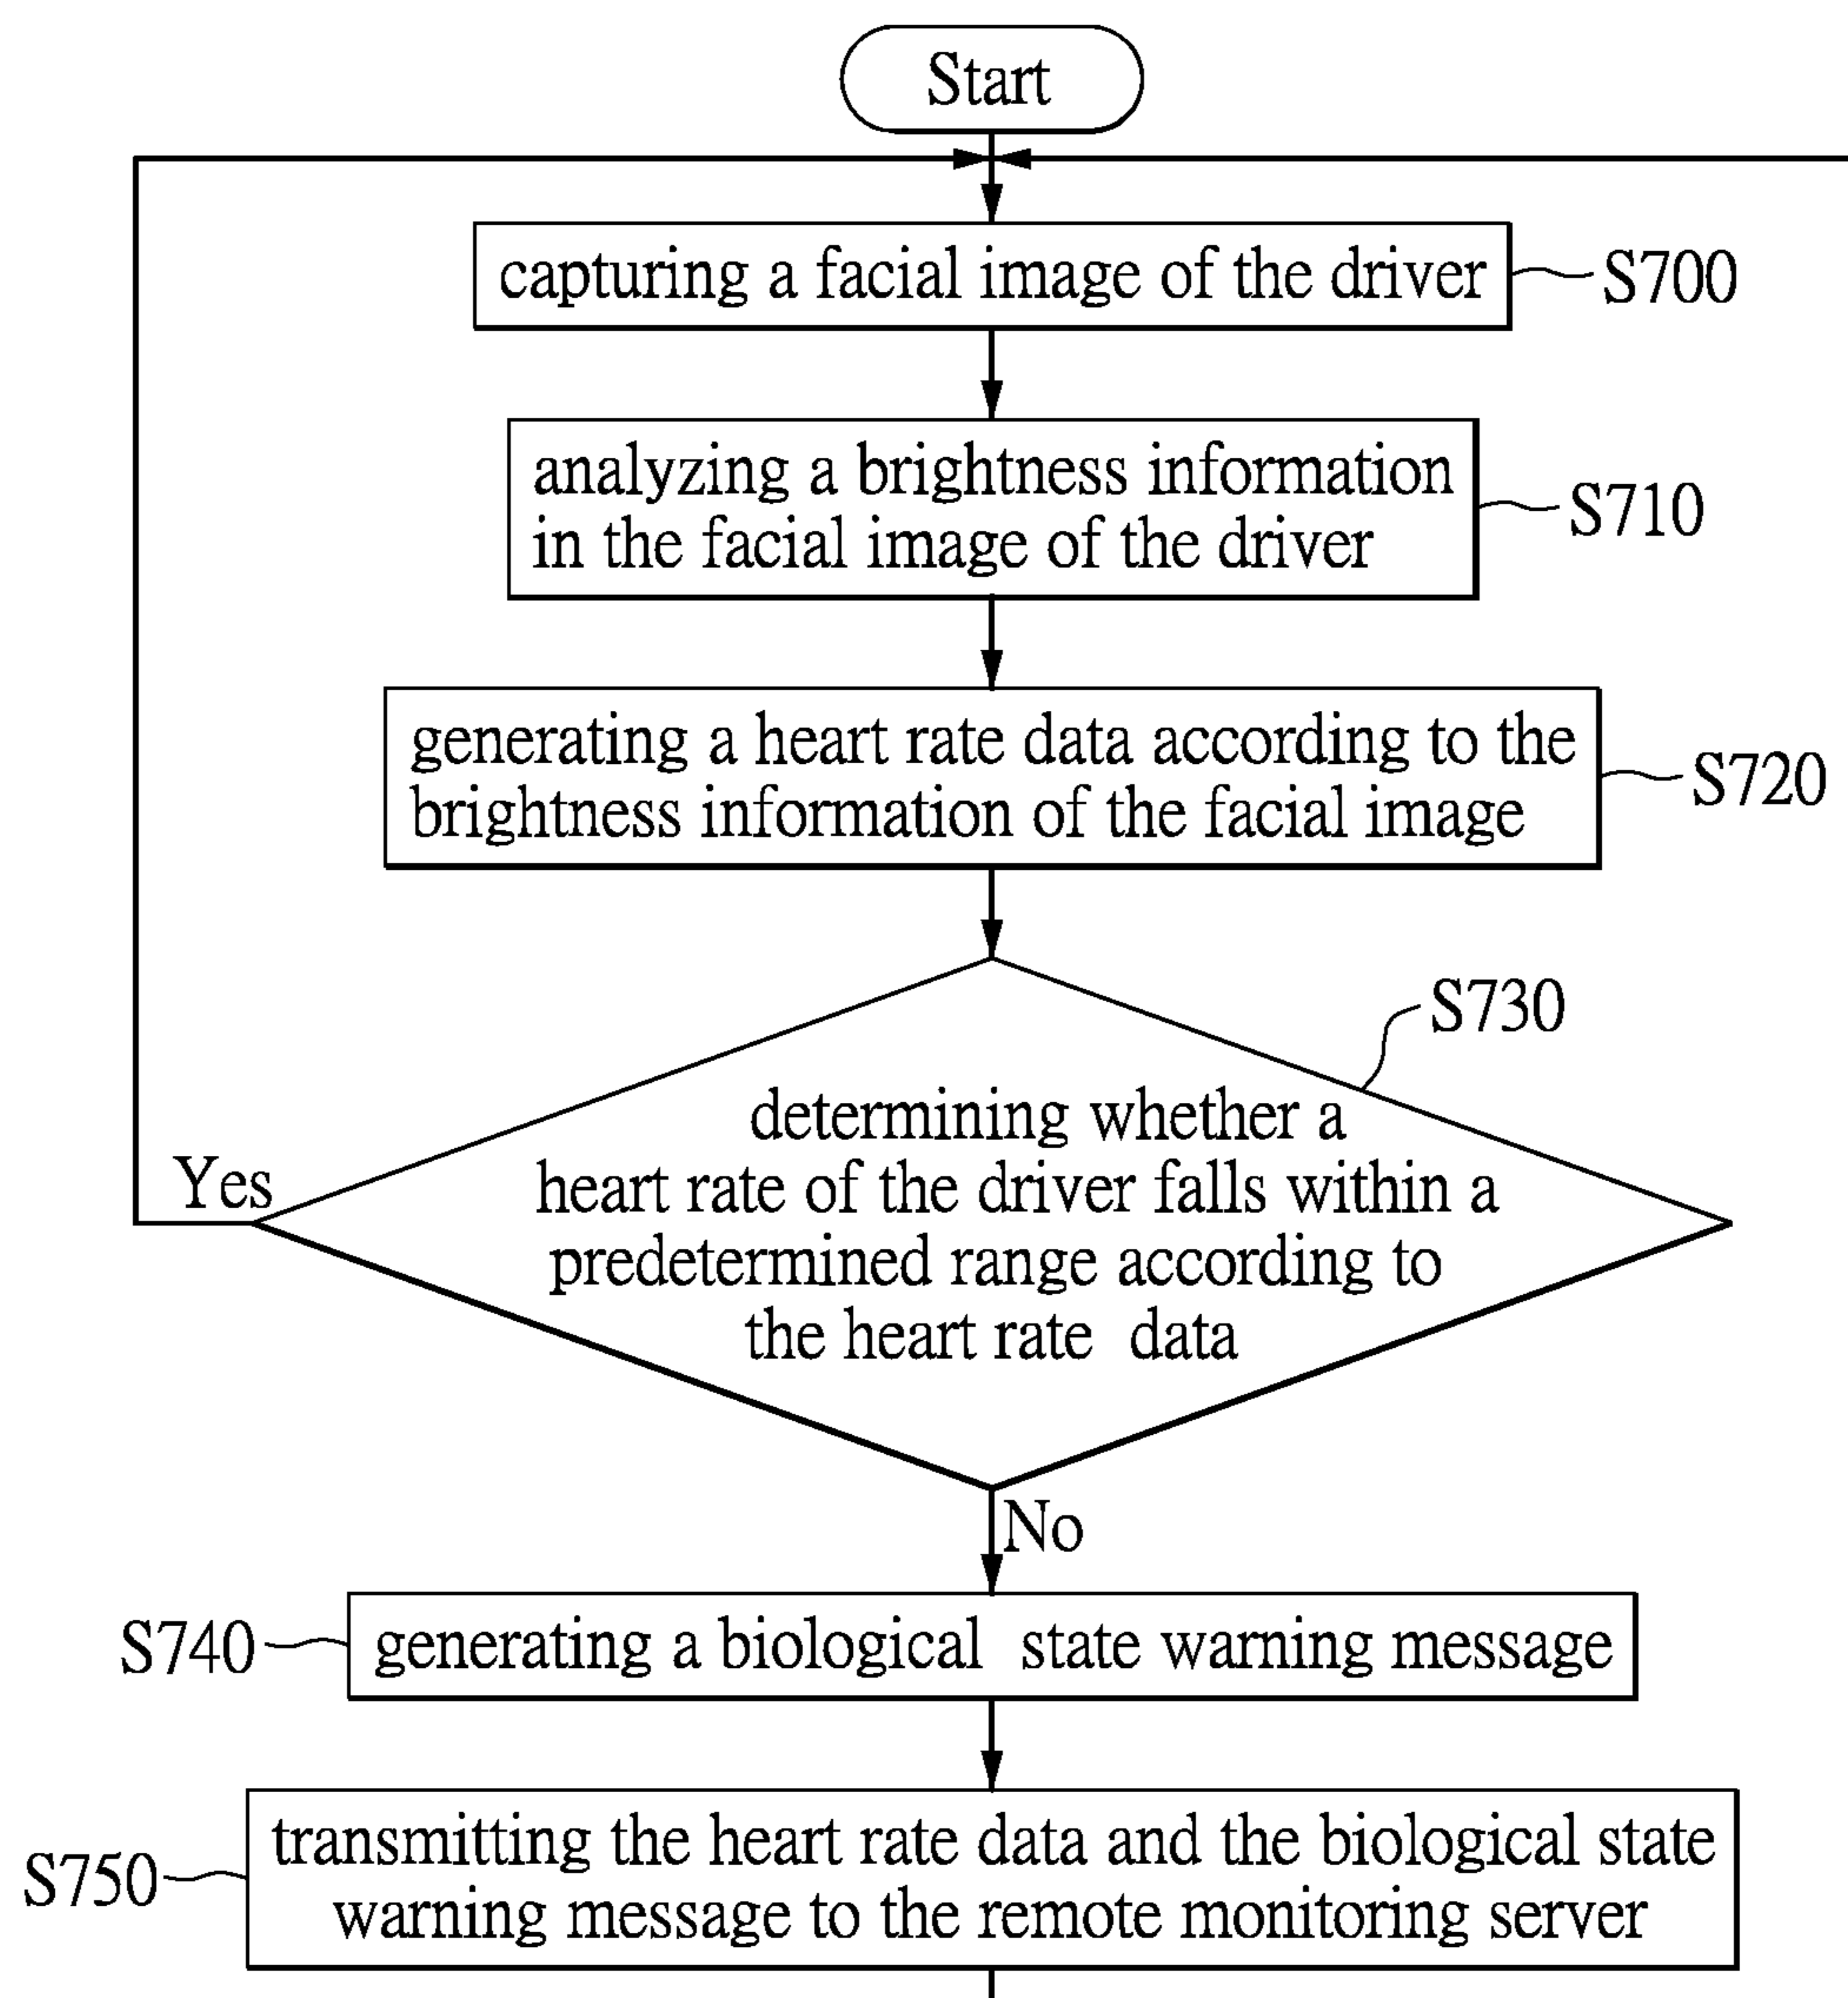 Start
capturing a facial image of the driver
S700
analyzing a brightness information
in the facial image of the driver
S710
generating a heart rate data according to the
brightness information of the facial image
S720
S730
determining whether a
heart rate of the driver falls within a
predetermined range according to
the heart rate data
Yes
No
S740
generating a biological state warning message
S750
transmitting the heart rate data and the biological state
warning message to the remote monitoring server